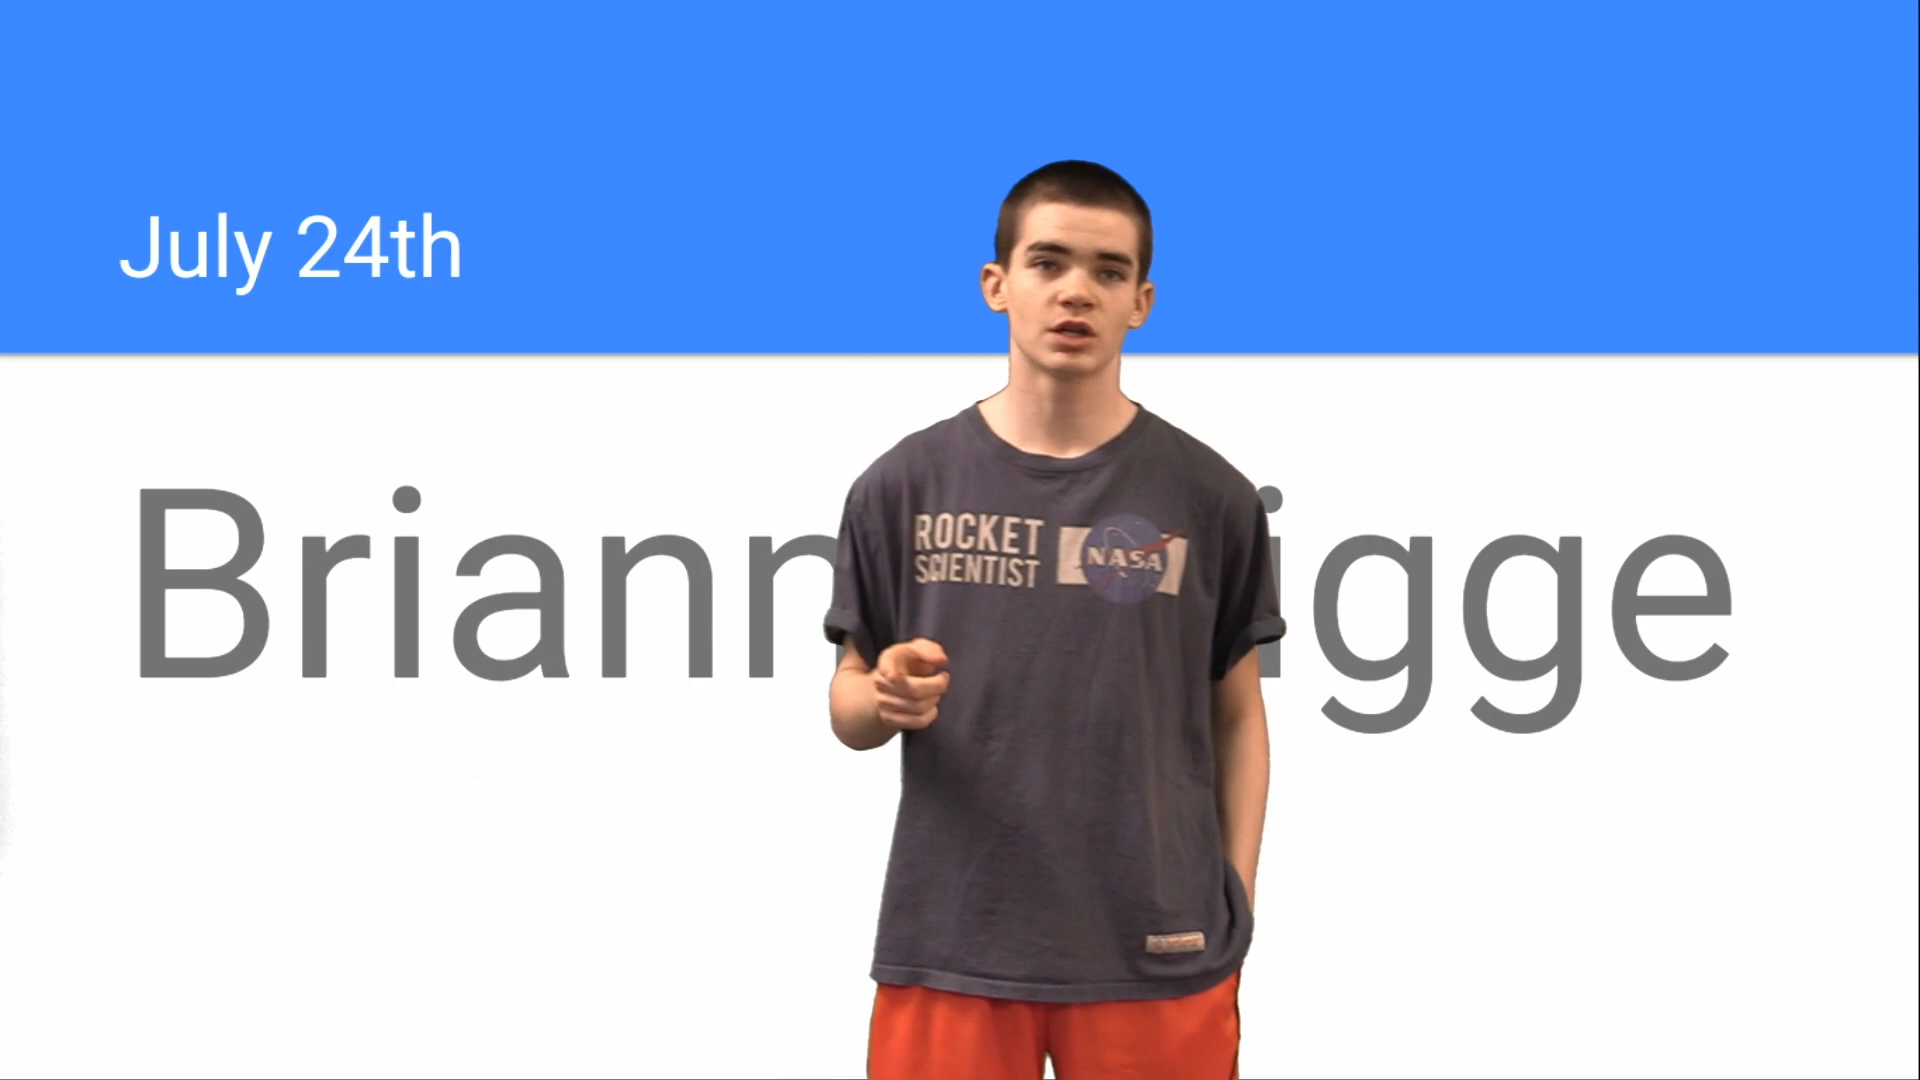 July 24th
Briann igge
ROCKET
SCIENTIST
NASA